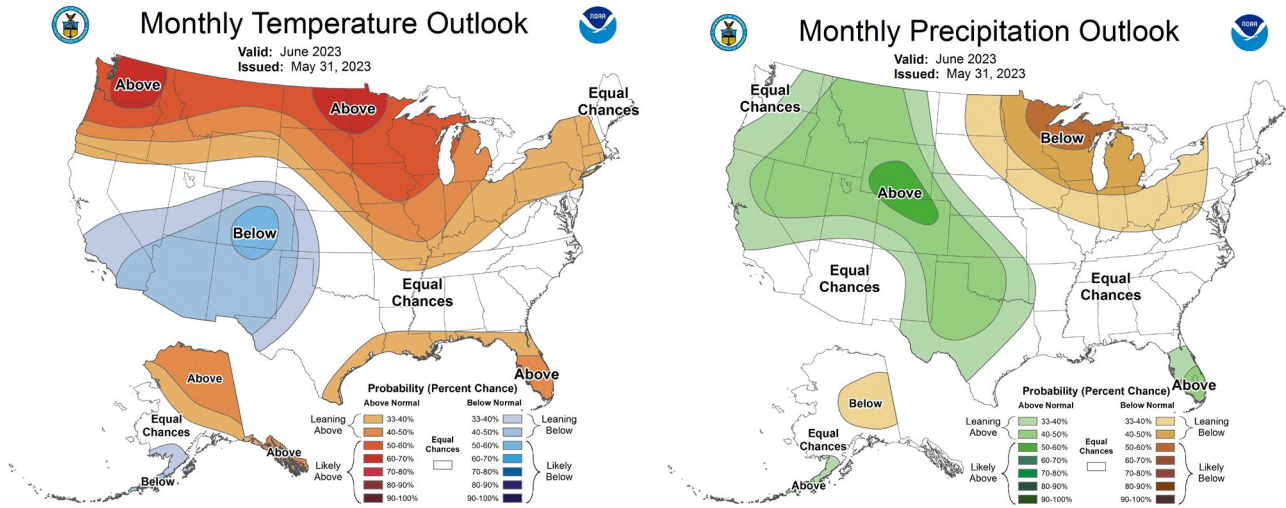 Monthly Temperature Outlook
Valid: June 2023
Issued: May 31, 2023
NOAA
Above
Above
Equal
Chances
Below
Equal
Chances
Above
Above
Equal
Chances
Below
Above
Probability (Percent Chance)
Above Normal
Below Normal
Leaning
Above
33-40%
40-50%
50-60%
60-70%
70-80%
80-90%
90-100%
Likely
Above
Equal
Chances
33-40%
40-50%
50-60%
60-70%
70-80%
80-90%
90-100%
Leaning
Below
Likely
Below
Monthly Precipitation Outlook
Valid: June 2023
Issued: May 31, 2023
NOAA
Equal
Chances
Below
Above
Equal
Chances
Equal
Chances
Above
Below
Equal
Chances
Above
Probability (Percent Chance)
Above Normal
Below Normal
Leaning
Above
33-40%
40-50%
50-60%
60-70%
70-80%
80-90%
90-100%
Likely
Above
Equal
Chances
33-40%
40-50%
50-60%
60-70%
70-80%
80-90%
90-100%
Leaning
Below
Likely
Below